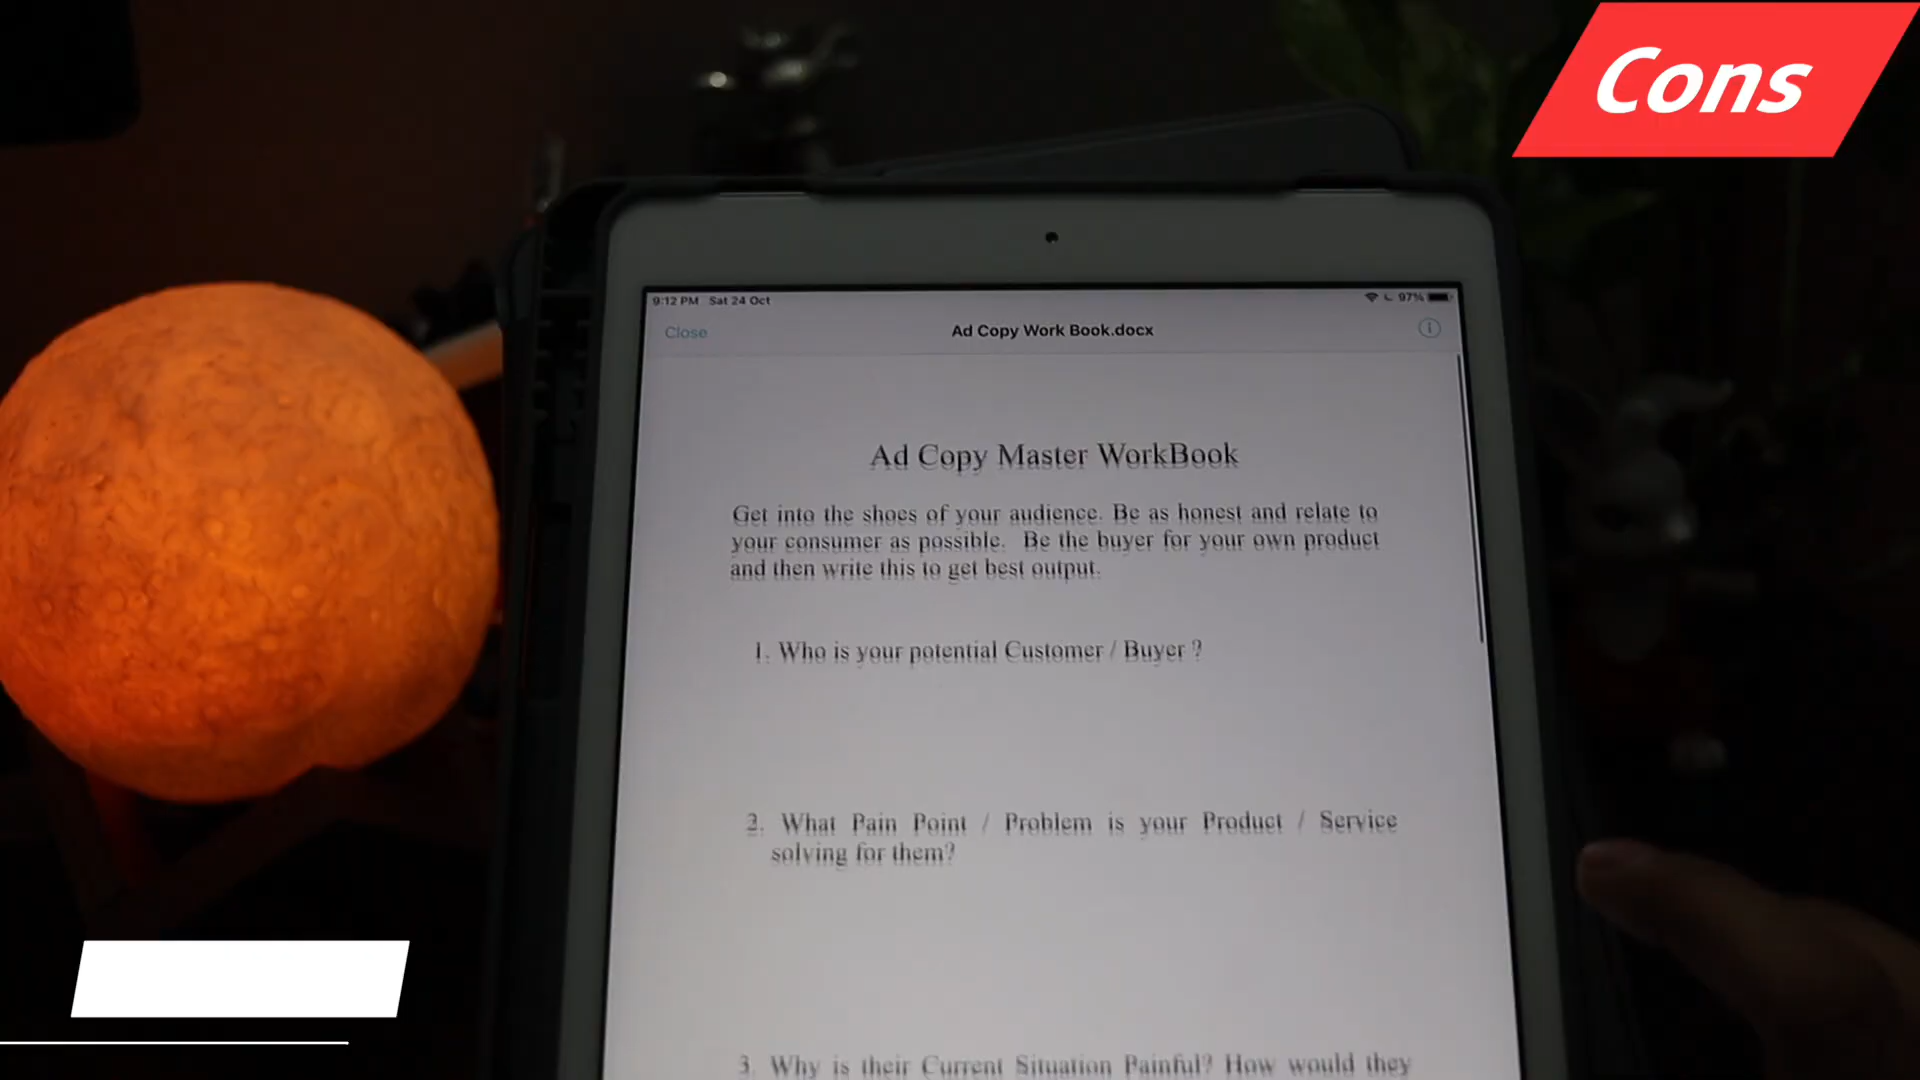 Cons
9:12 PM Sat 24 Oct
97%
Close
Ad Copy Work Book.docx
Ad Copy Master WorkBook
Get into the shoes of your audience. Be as honest and relate to
your consumer as possible. Be the buyer for your own product
and then write this to get best output.
1. Who is your potential Customer / Buyer ?
2. What Pain Point / Problem is your Product / Service
solving for them?
3. Why is their Current Situation Painful? How would they